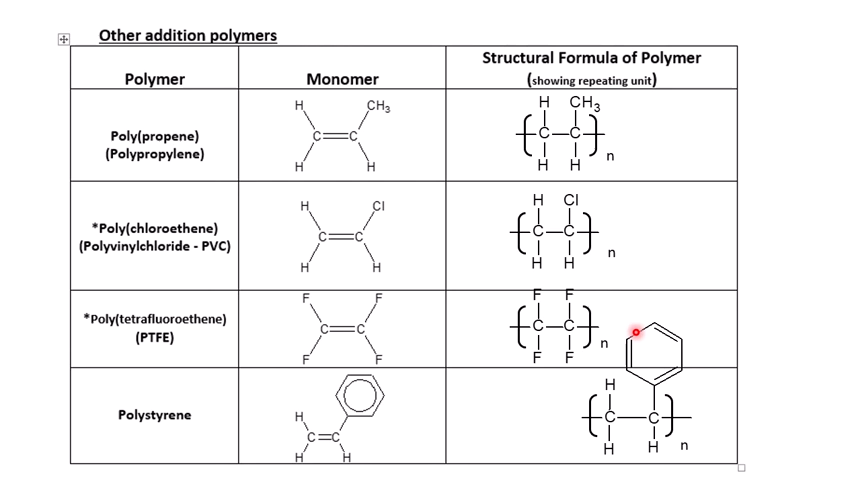 Other addition polymers
Polymer
Monomer
Structural Formula of Polymer
(showing repeating unit)
Poly(propene)
(Polypropylene)
H CH3
C=C
H H
H CH3
C-C
H H n
*Poly(chloroethene)
(Polyvinylchloride - PVC)
H Cl
C=C
H H
H Cl
C-C
H H n
*Poly(tetrafluoroethene)
(PTFE)
F F
C=C
F F
F F
C-C
F F n
Polystyrene
H
C=C
H H
H
C-C
H H n